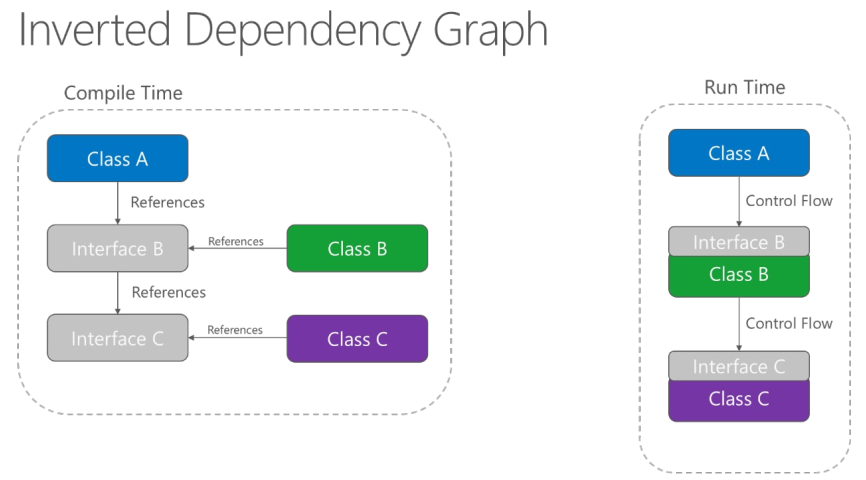 Inverted Dependency Graph
Compile Time
Class A
References
Interface B
References
Class B
References
Interface C
References
Class C
Run Time
Class A
Control Flow
Interface B
Class B
Control Flow
Interface C
Class C